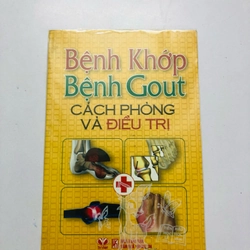 Bệnh Khớp
Bệnh Gout
CÁCH PHÒNG
VÀ ĐIỀU TRỊ